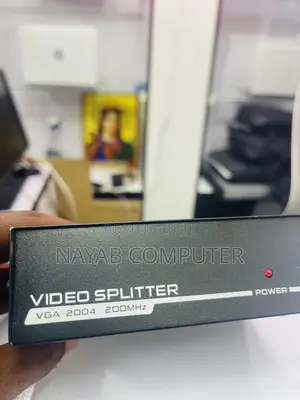 NAYAB COMPUTER
VIDEO SPLITTER
VGA-2004 200MHz
POWER